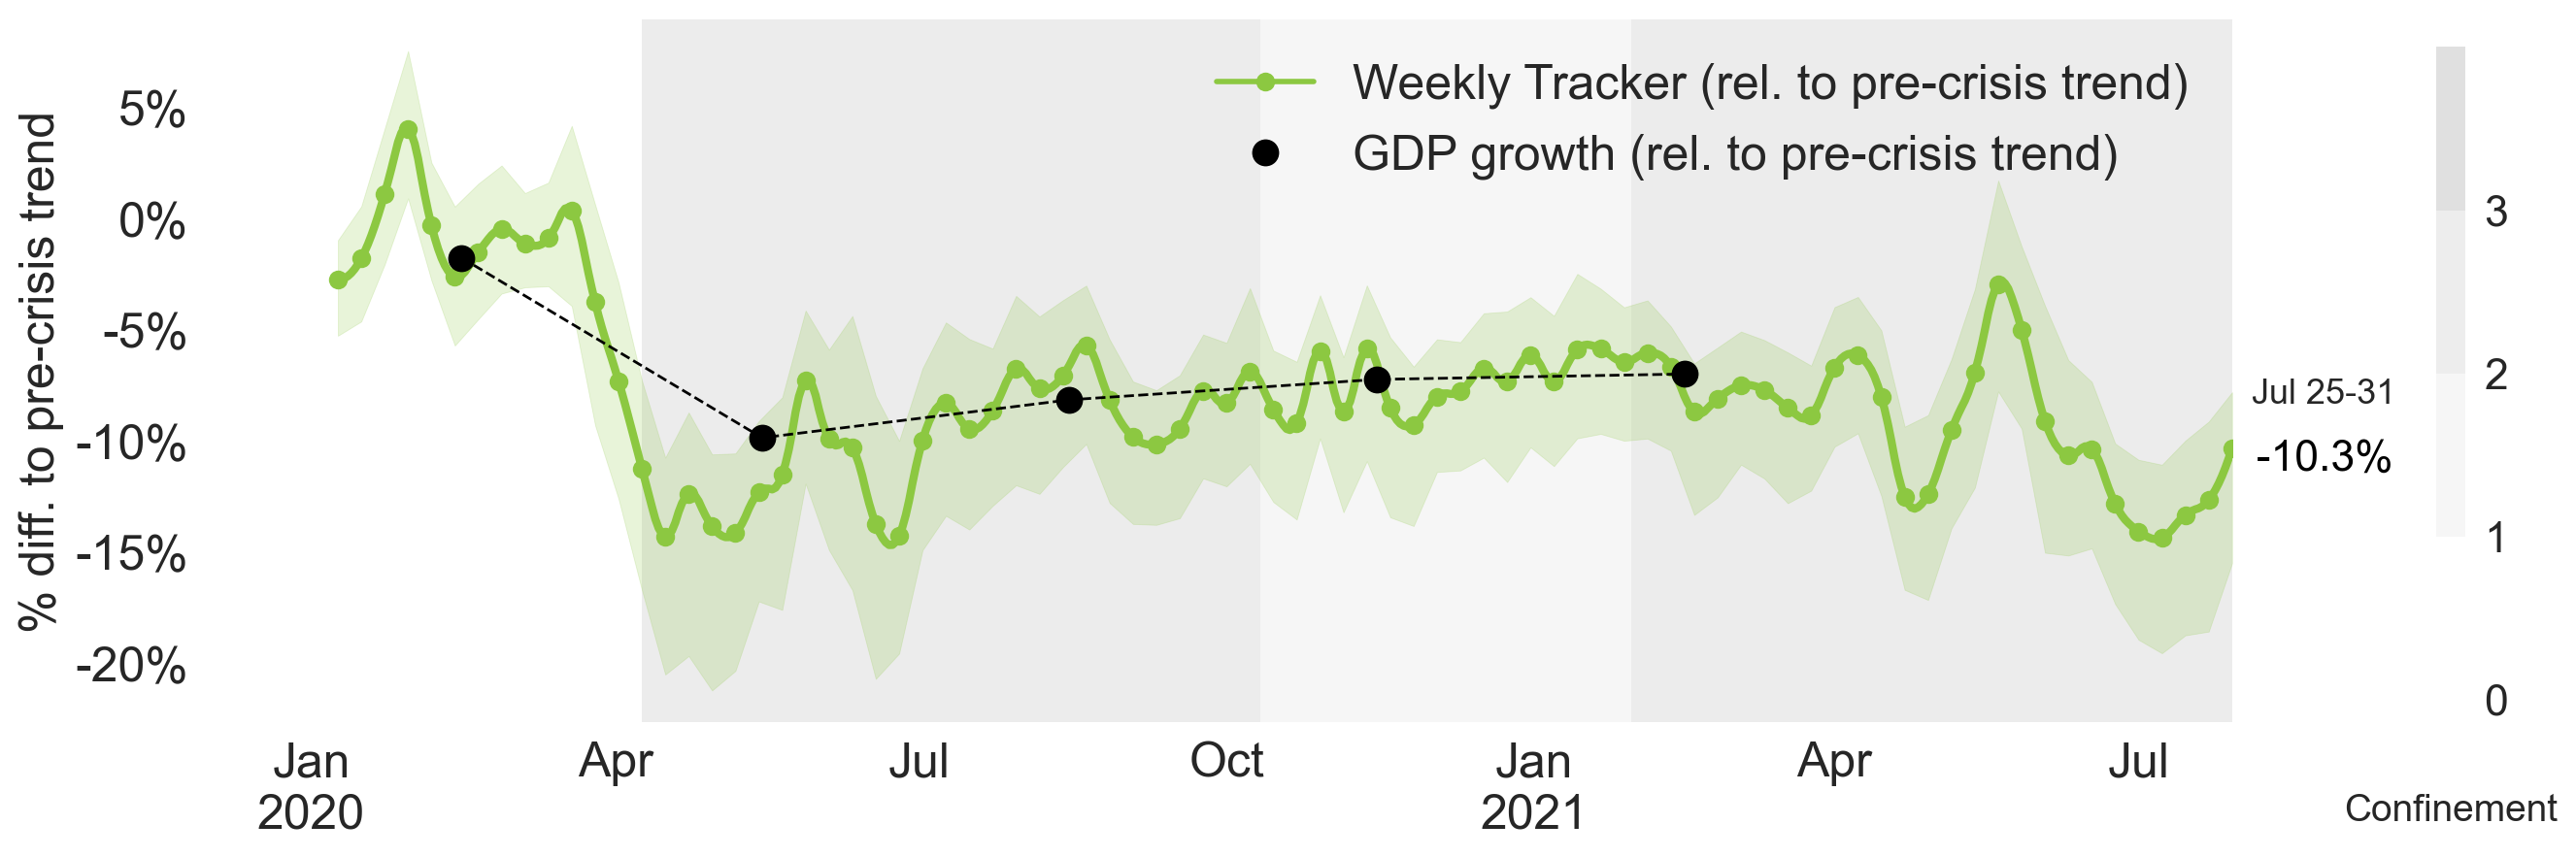 % diff. to pre-crisis trend
5%
0%
-5%
-10%
-15%
-20%
Weekly Tracker (rel. to pre-crisis trend)
GDP growth (rel. to pre-crisis trend)
Jul 25-31
-10.3%
3
2
1
0
Jan Apr Jul Oct Jan Apr Jul
2020 2021
Confinement